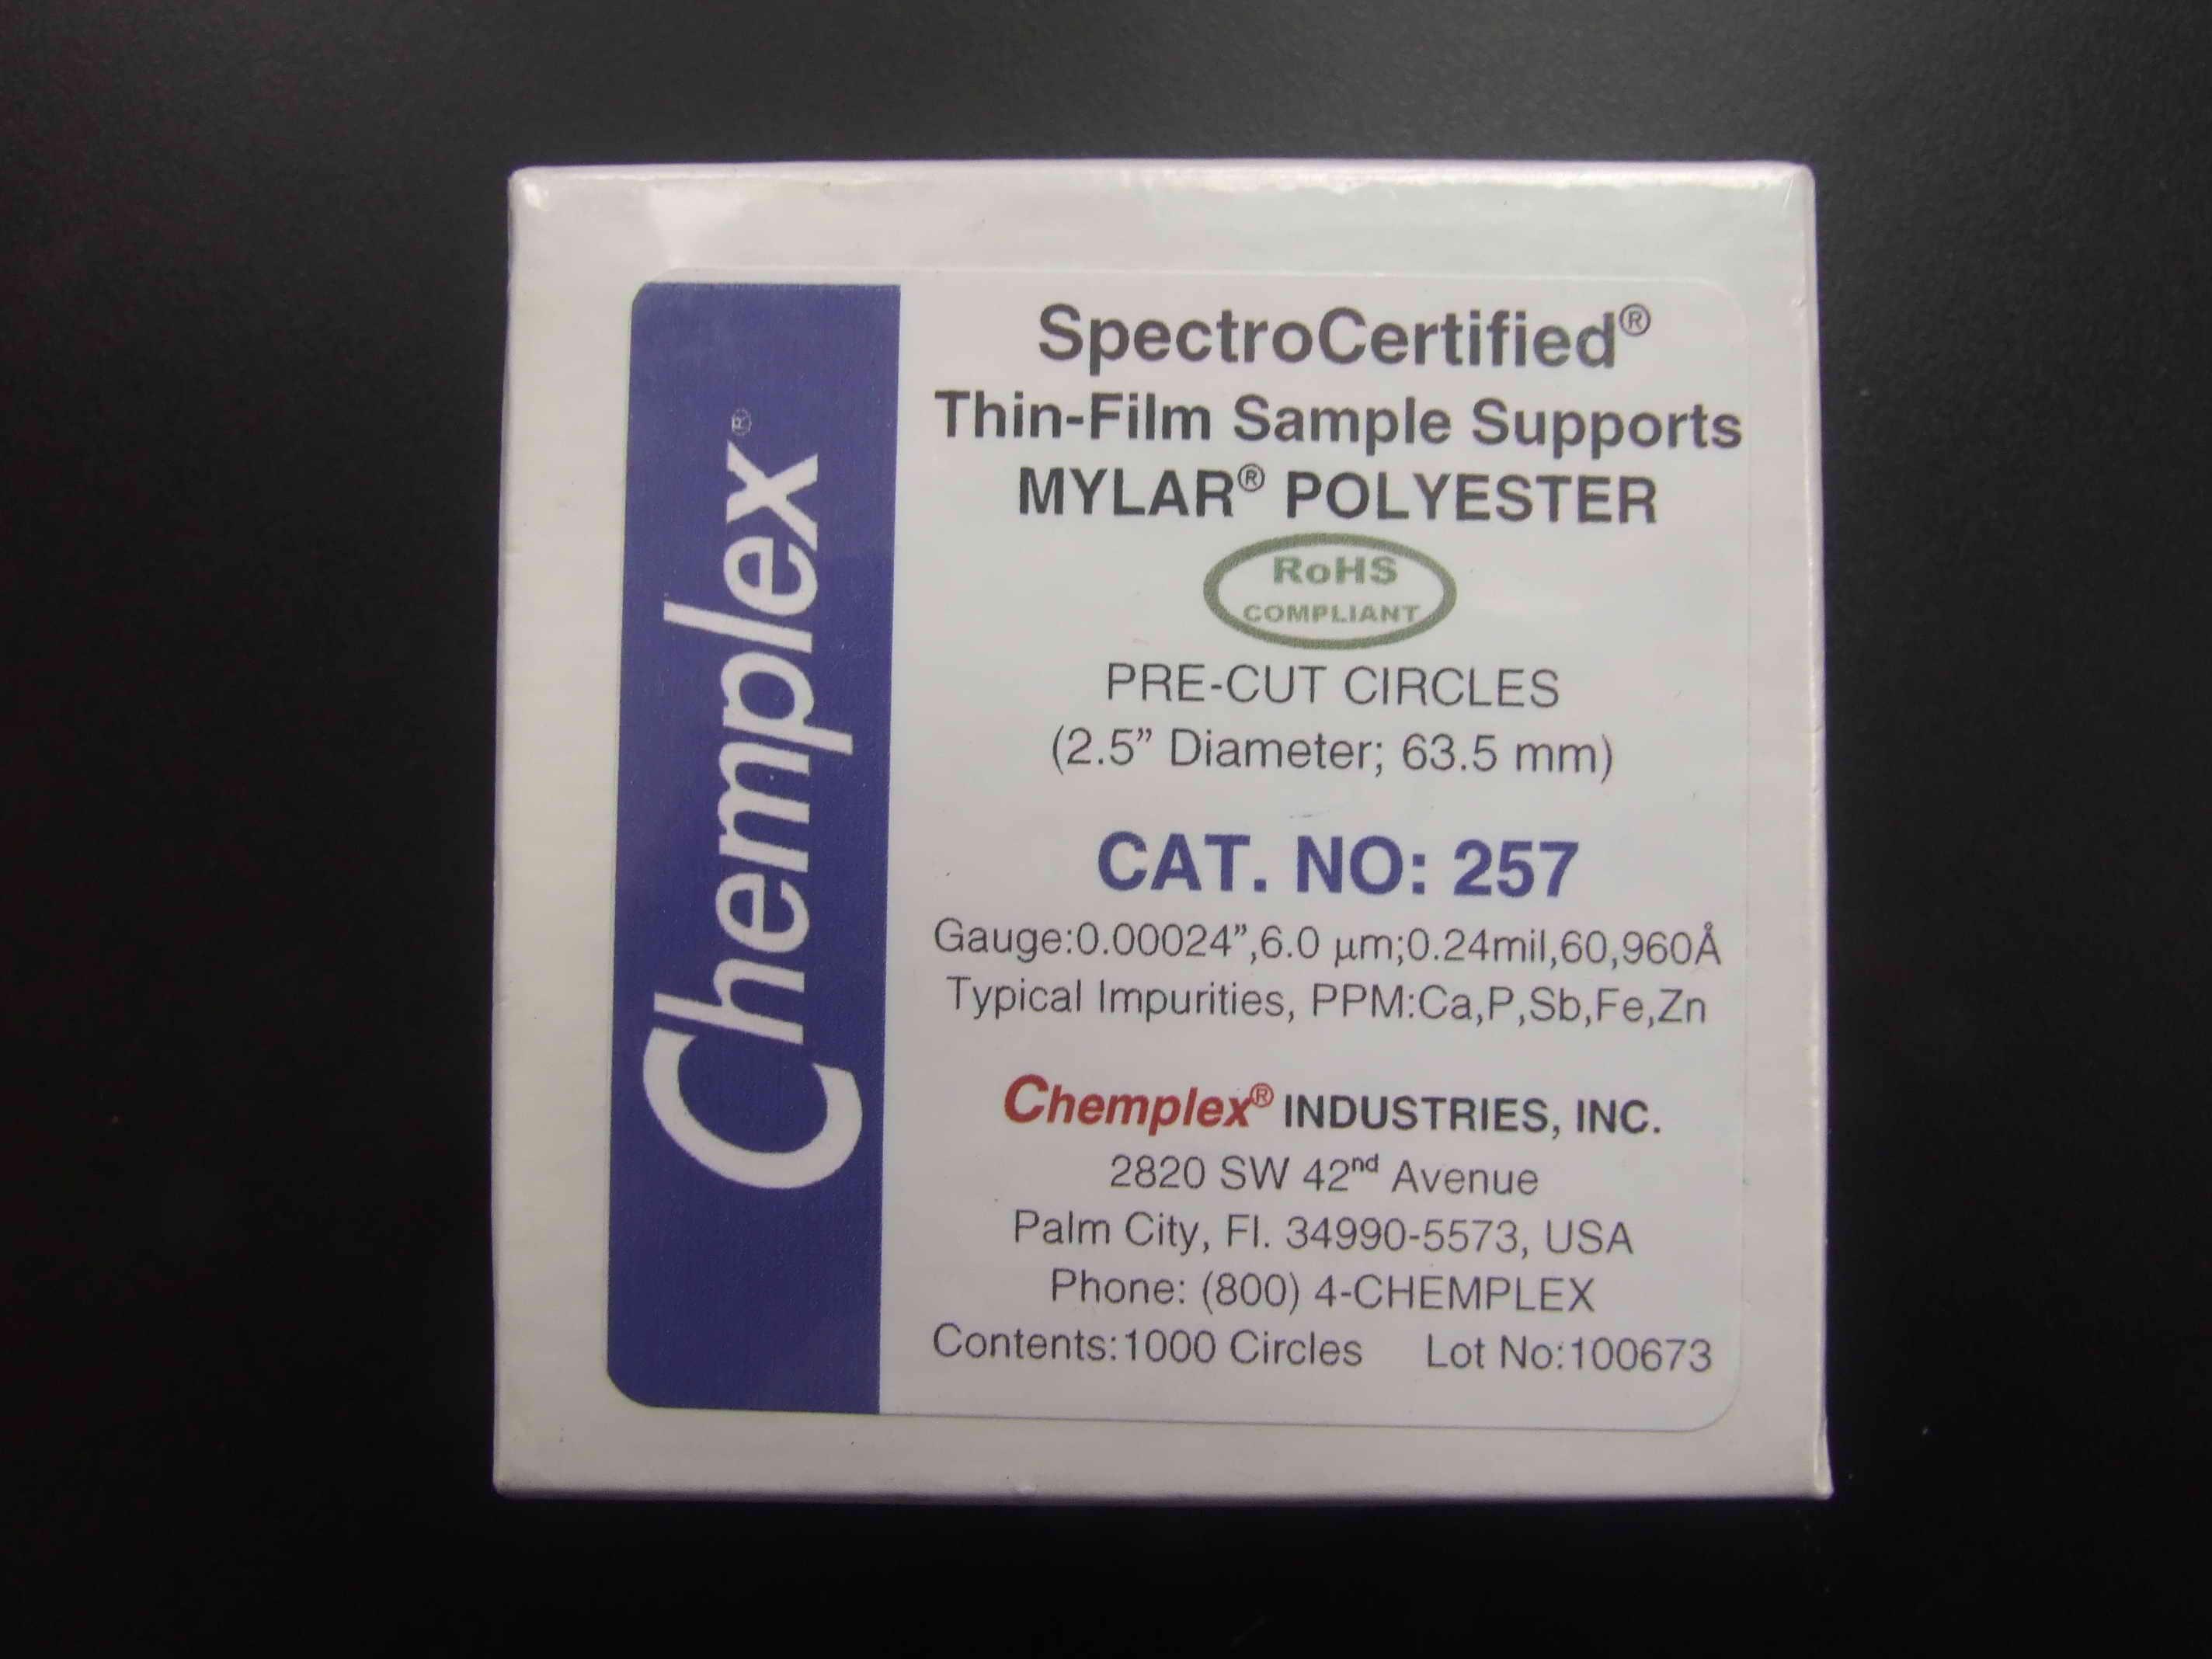 Chemplex®
SpectroCertified®
Thin-Film Sample Supports
MYLAR® POLYESTER
RoHS
COMPLIANT
PRE-CUT CIRCLES
(2.5” Diameter; 63.5 mm)
CAT. NO: 257
Gauge:0.00024”,6.0 µm;0.24mil,60,960Å
Typical Impurities, PPM:Ca,P,Sb,Fe,Zn
Chemplex® INDUSTRIES, INC.
2820 SW 42nd Avenue
Palm City, Fl. 34990-5573, USA
Phone: (800) 4-CHEMPLEX
Contents:1000 Circles Lot No:100673